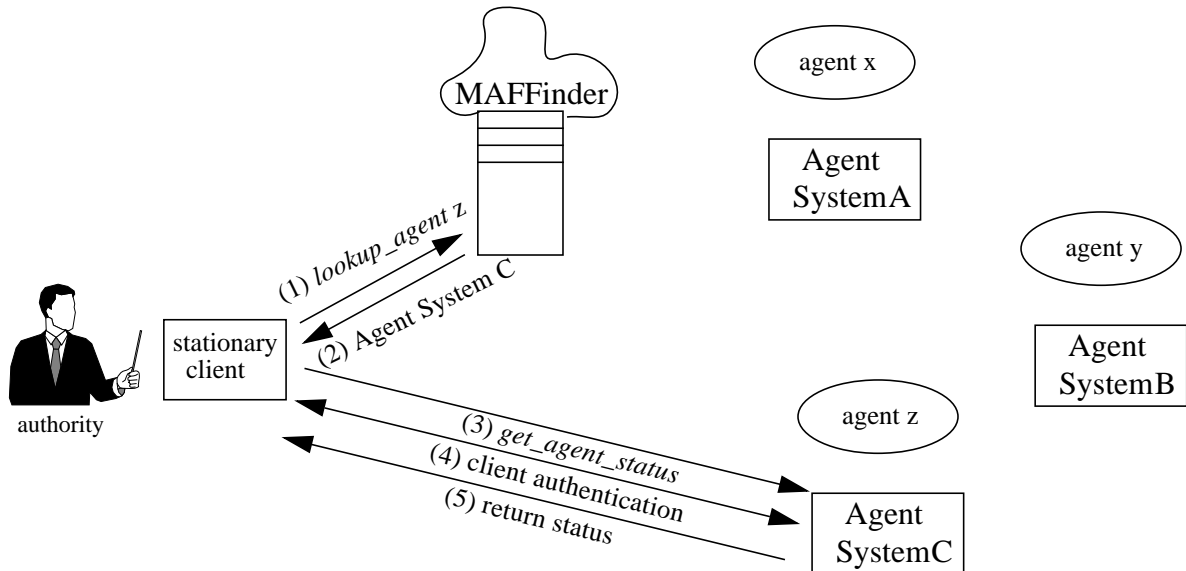 MAFFinder
agent x
Agent
SystemA
agent y
Agent
SystemB
(1) lookup_agent z
(2) Agent System C
stationary
client
authority
agent z
(3) get_agent_status
(4) client authentication
(5) return status
Agent
SystemC